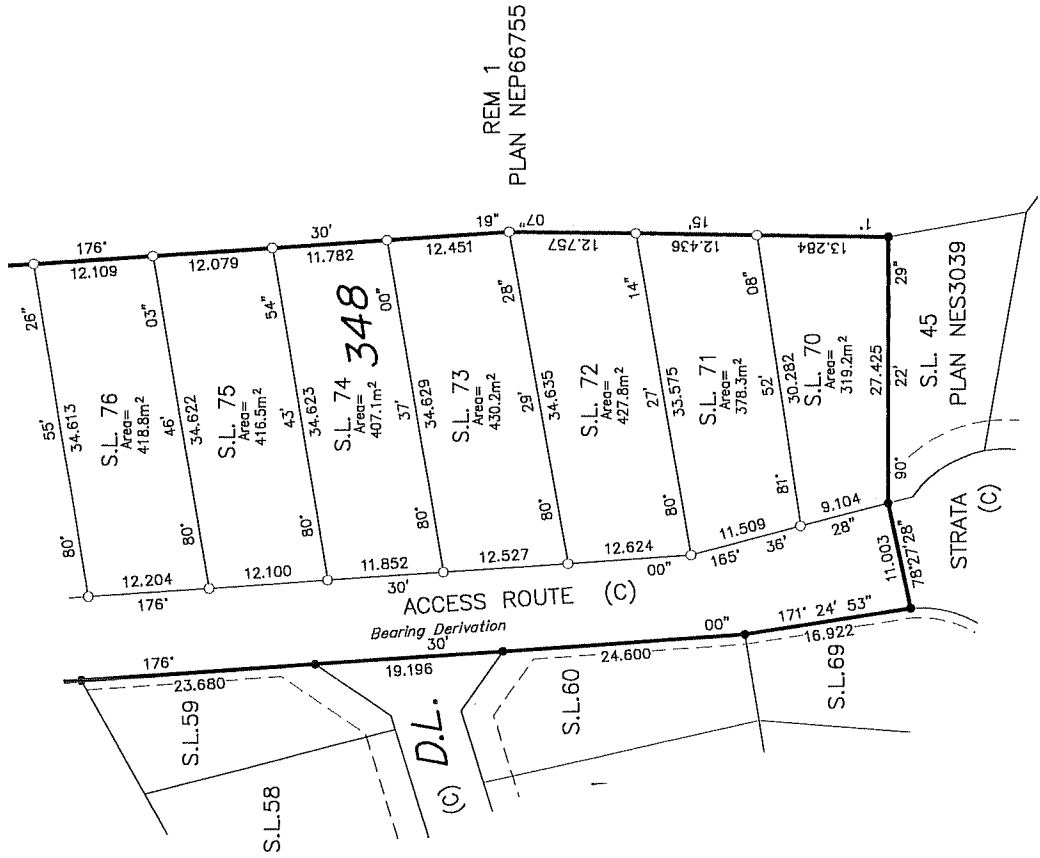 REM 1
PLAN NEP66755
176°
12.109
12.079
30'
11.782
12.451
19"
07"
12.757
15'
12.436
13.284
1°
80°
55'
26"
34.613
S.L. 76
Area=
418.8m²
80°
46'
03"
34.622
S.L. 75
Area=
416.5m²
80°
43'
54"
34.623
S.L. 74
Area=
407.1m²
348
80°
37'
00"
34.629
S.L. 73
Area=
430.2m²
80°
29'
28"
34.635
S.L. 72
Area=
427.8m²
80°
27'
14"
33.575
S.L. 71
Area=
378.3m²
81°
52'
08"
30.282
S.L. 70
Area=
319.2m²
27.425
90°
22'
29"
S.L. 45
PLAN NES3039
12.204
176°
12.100
11.852
30'
12.527
12.624
00"
11.509
165°
36'
9.104
28"
ACCESS ROUTE (C)
Bearing Derivation
176°
23.680
30'
19.196
00"
24.600
171° 24' 53"
16.922
11.003
78°27'28"
STRATA
(C)
S.L.59
S.L.58
(C) D.L.
S.L.60
S.L.69